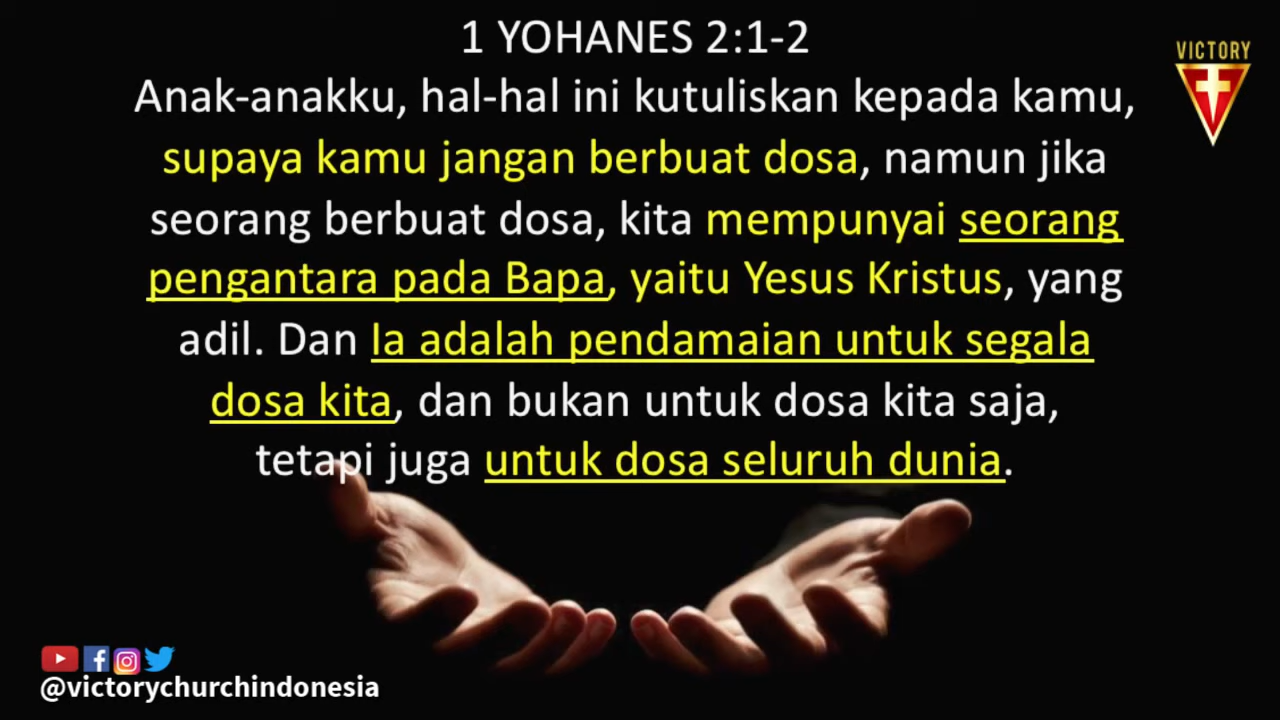 1 YOHANES 2:1-2
VICTORY
Anak-anakku, hal-hal ini kutuliskan kepada kamu,
supaya kamu jangan berbuat dosa, namun jika
seorang berbuat dosa, kita mempunyai seorang
pengantara pada Bapa, yaitu Yesus Kristus, yang
adil. Dan Ia adalah pendamaian untuk segala
dosa kita, dan bukan untuk dosa kita saja,
tetapi juga untuk dosa seluruh dunia.
@victorychurchindonesia